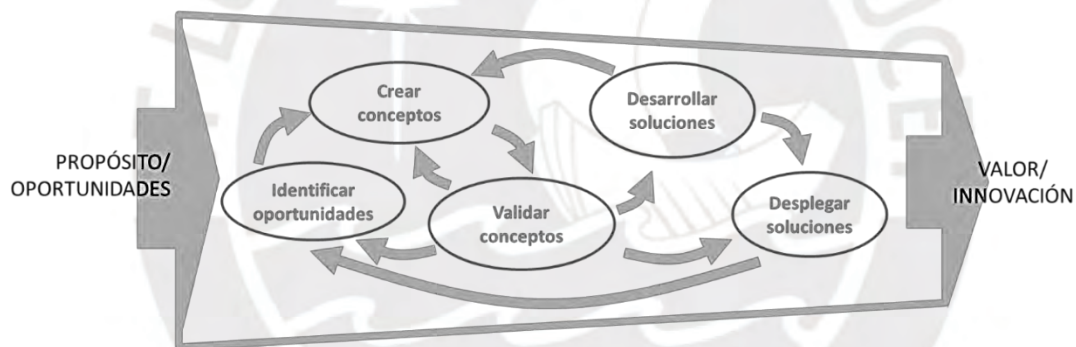 PROPÓSITO/
OPORTUNIDADES
Crear
conceptos
Desarrollar
soluciones
Identificar
oportunidades
Validar
conceptos
Desplegar
soluciones
VALOR/
INNOVACIÓN